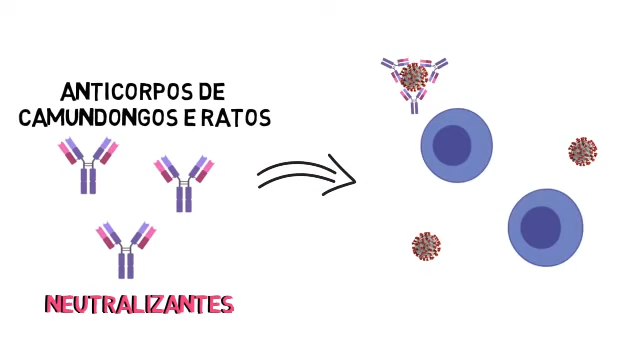 ANTICORPOS DE
CAMUNDONGOS E RATOS
NEUTRALIZANTES